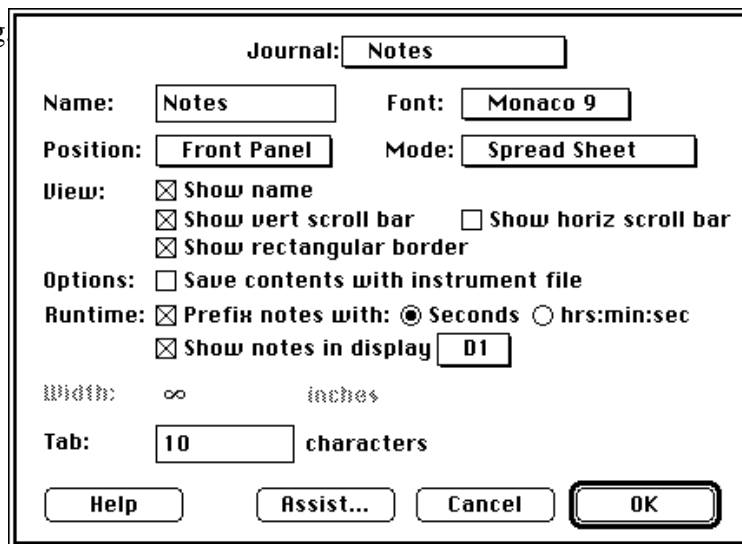 g
Journal: Notes
Name: Notes Font: Monaco 9
Position: Front Panel Mode: Spread Sheet
View: Show name
Show vert scroll bar Show horiz scroll bar
Show rectangular border
Options: Save contents with instrument file
Runtime: Prefix notes with: Seconds hrs:min:sec
Show notes in display D1
Width: ∞ inches
Tab: 10 characters
Help Assist... Cancel OK